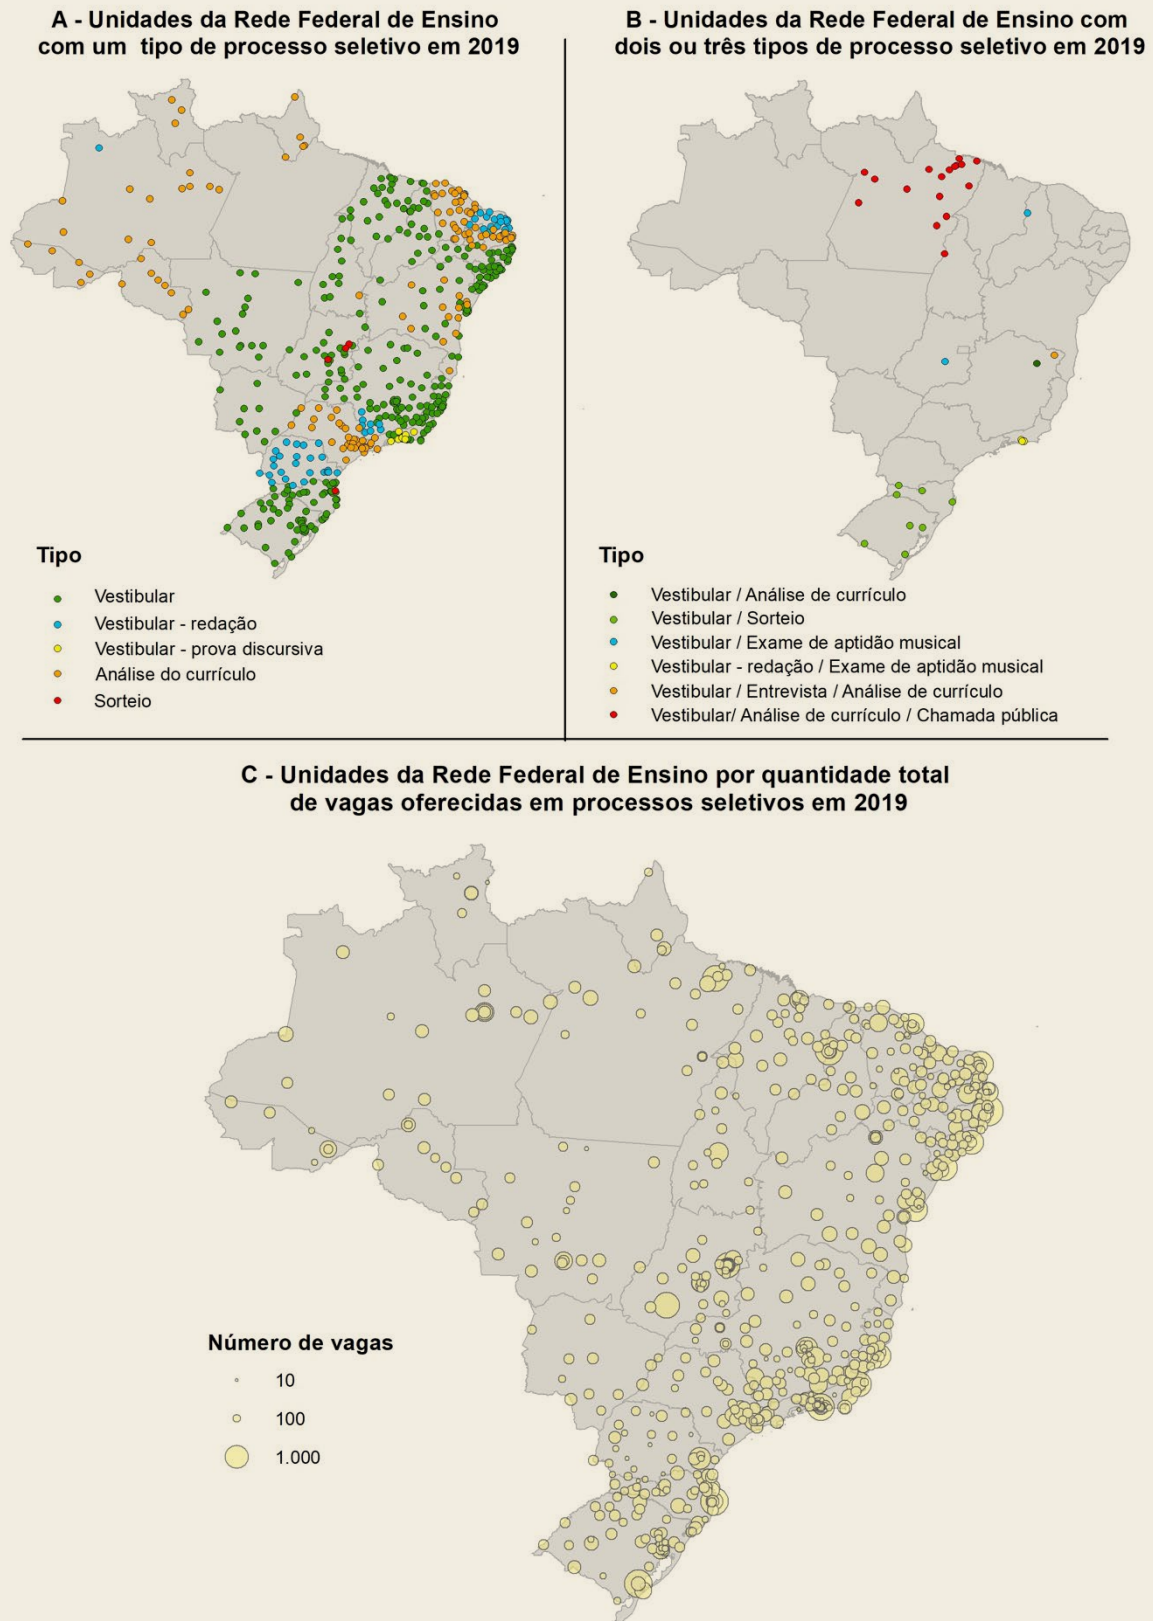 A - Unidades da Rede Federal de Ensino
com um tipo de processo seletivo em 2019
Tipo
Vestibular
Vestibular - redação
Vestibular - prova discursiva
Análise do currículo
Sorteio
B - Unidades da Rede Federal de Ensino com
dois ou três tipos de processo seletivo em 2019
Tipo
Vestibular / Análise de currículo
Vestibular / Sorteio
Vestibular / Exame de aptidão musical
Vestibular - redação / Exame de aptidão musical
Vestibular / Entrevista / Análise de currículo
Vestibular/ Análise de currículo / Chamada pública
C - Unidades da Rede Federal de Ensino por quantidade total
de vagas oferecidas em processos seletivos em 2019
Número de vagas
10
100
1.000